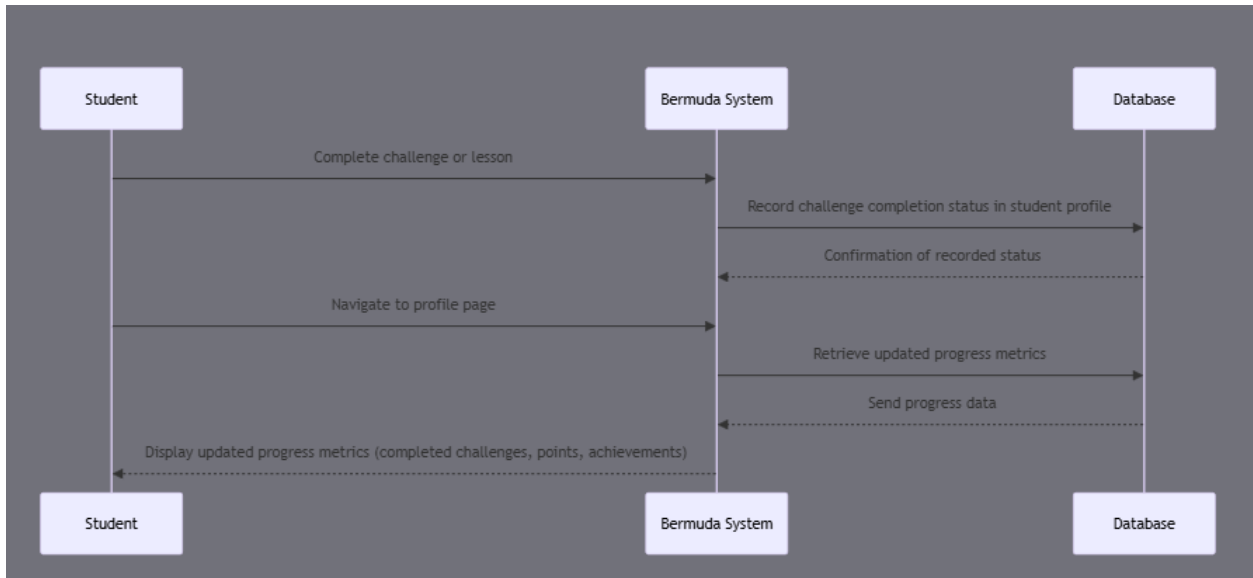 Student
Bermuda System
Database
Complete challenge or lesson
Record challenge completion status in student profile
Confirmation of recorded status
Navigate to profile page
Retrieve updated progress metrics
Send progress data
Display updated progress metrics (completed challenges, points, achievements)
Student
Bermuda System
Database